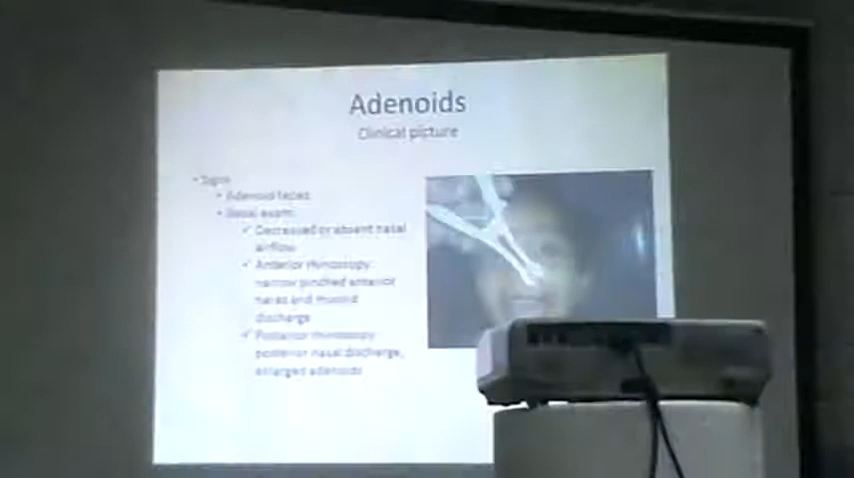 Adenoids
Clinical picture
• Signs
• Adenoid facies
• Nasal exam:
✓ Decreased or absent nasal
airflow
✓ Anterior rhinoscopy:
narrow pinched anterior
nares and mucoid
discharge
✓ Posterior rhinoscopy:
posterior nasal discharge,
enlarged adenoids